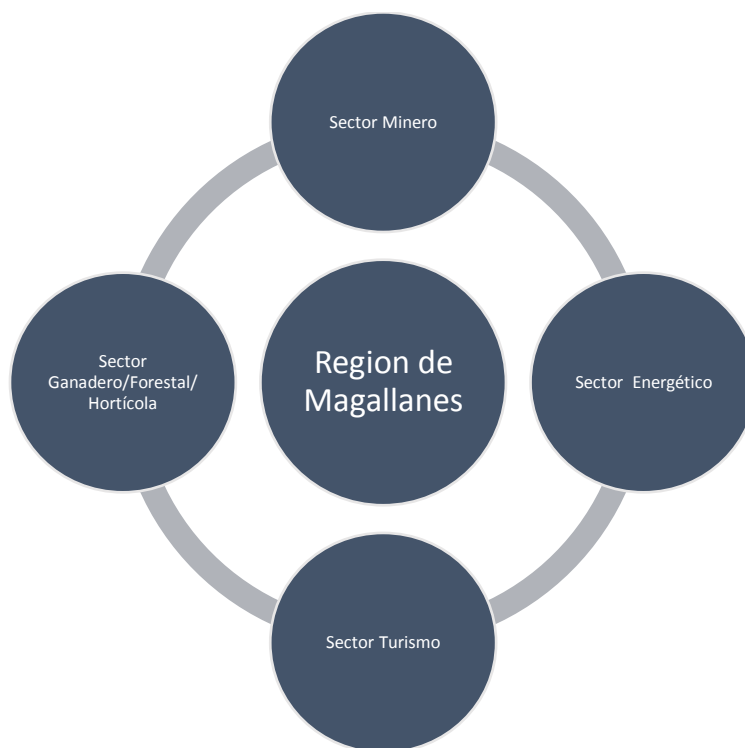 Sector Minero
Sector
Ganadero/Forestal/
Hortícola
Region de
Magallanes
Sector Energético
Sector Turismo